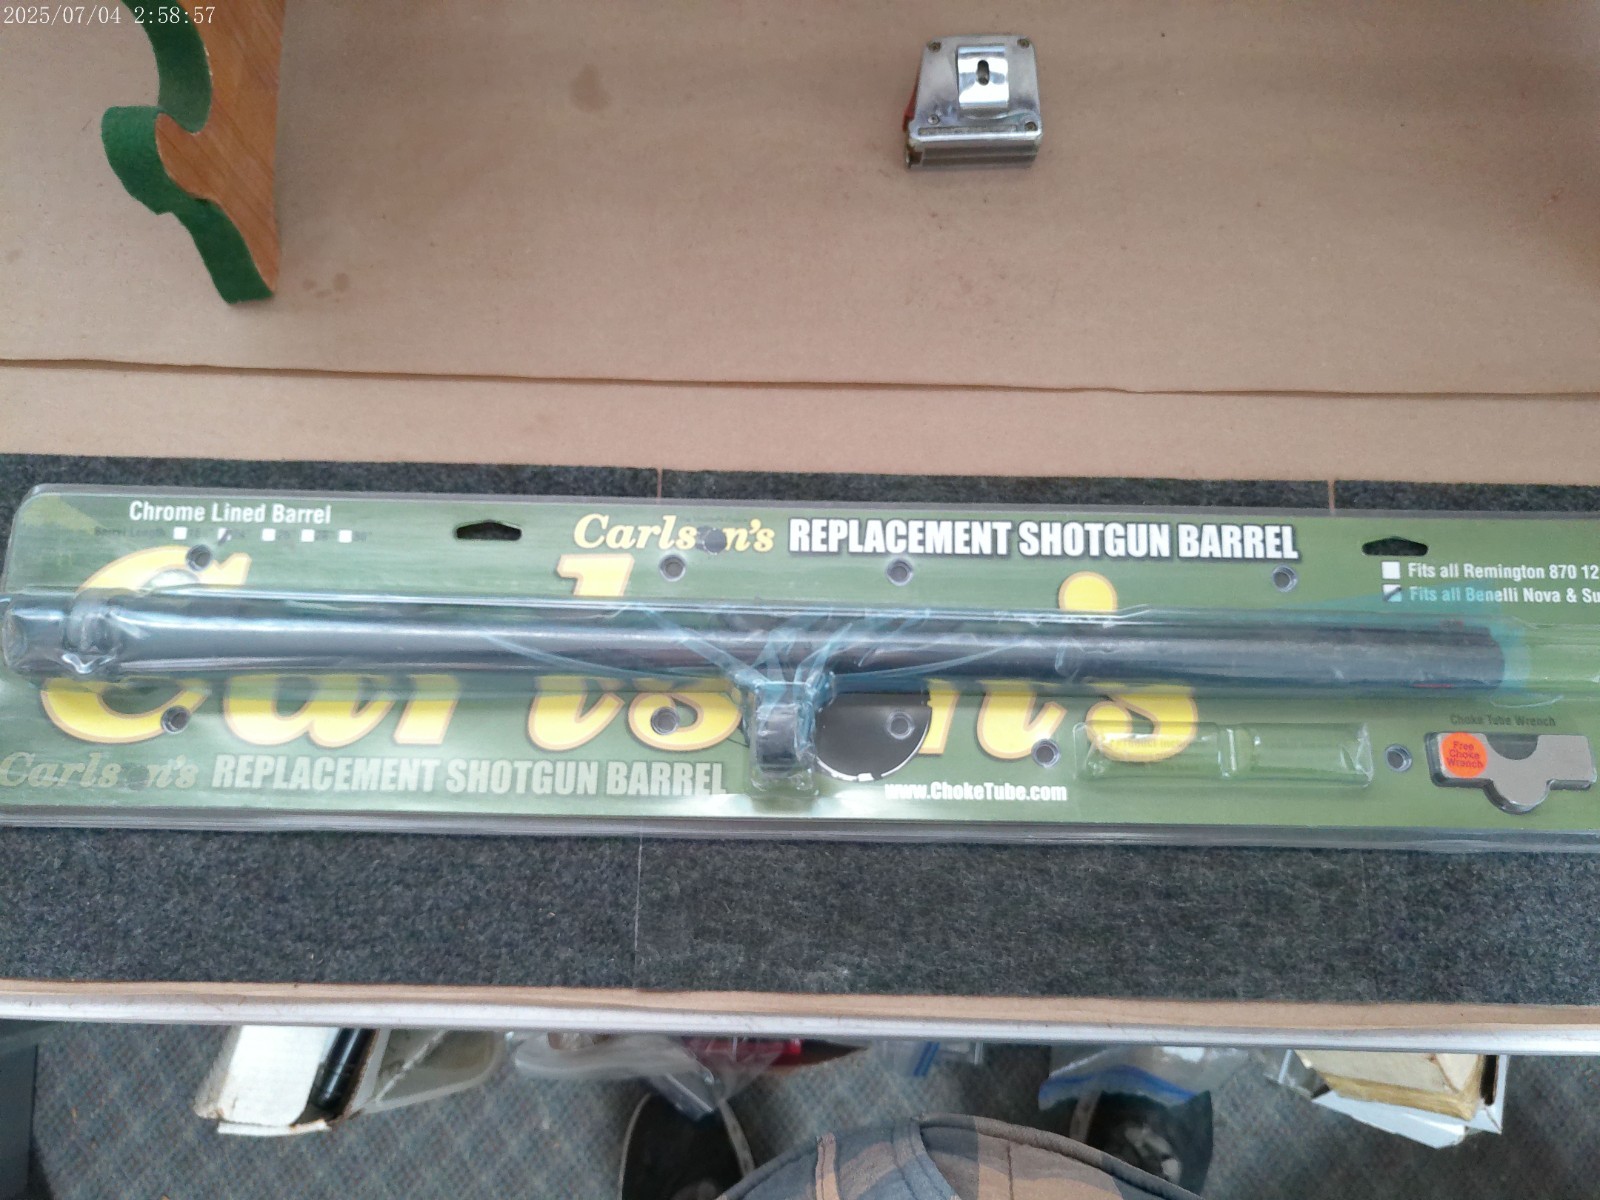 2025/07/04 2:58:57
Chrome Lined Barrel
Carlson's REPLACEMENT SHOTGUN BARREL
Fits all Remington 870 12
Fits all Benelli Nova & Su
Carlson's
Carlson's REPLACEMENT SHOTGUN BARREL
www.ChokeTube.com
Choke Tube Wrench
Free
Choke
Wrench